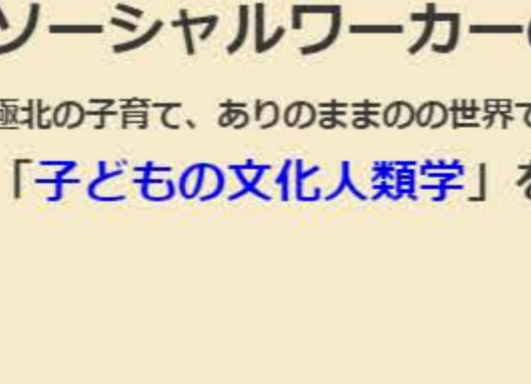 ソーシャルワーカー
極北の子育て、ありのままのの世界で
「子どもの文化人類学」を